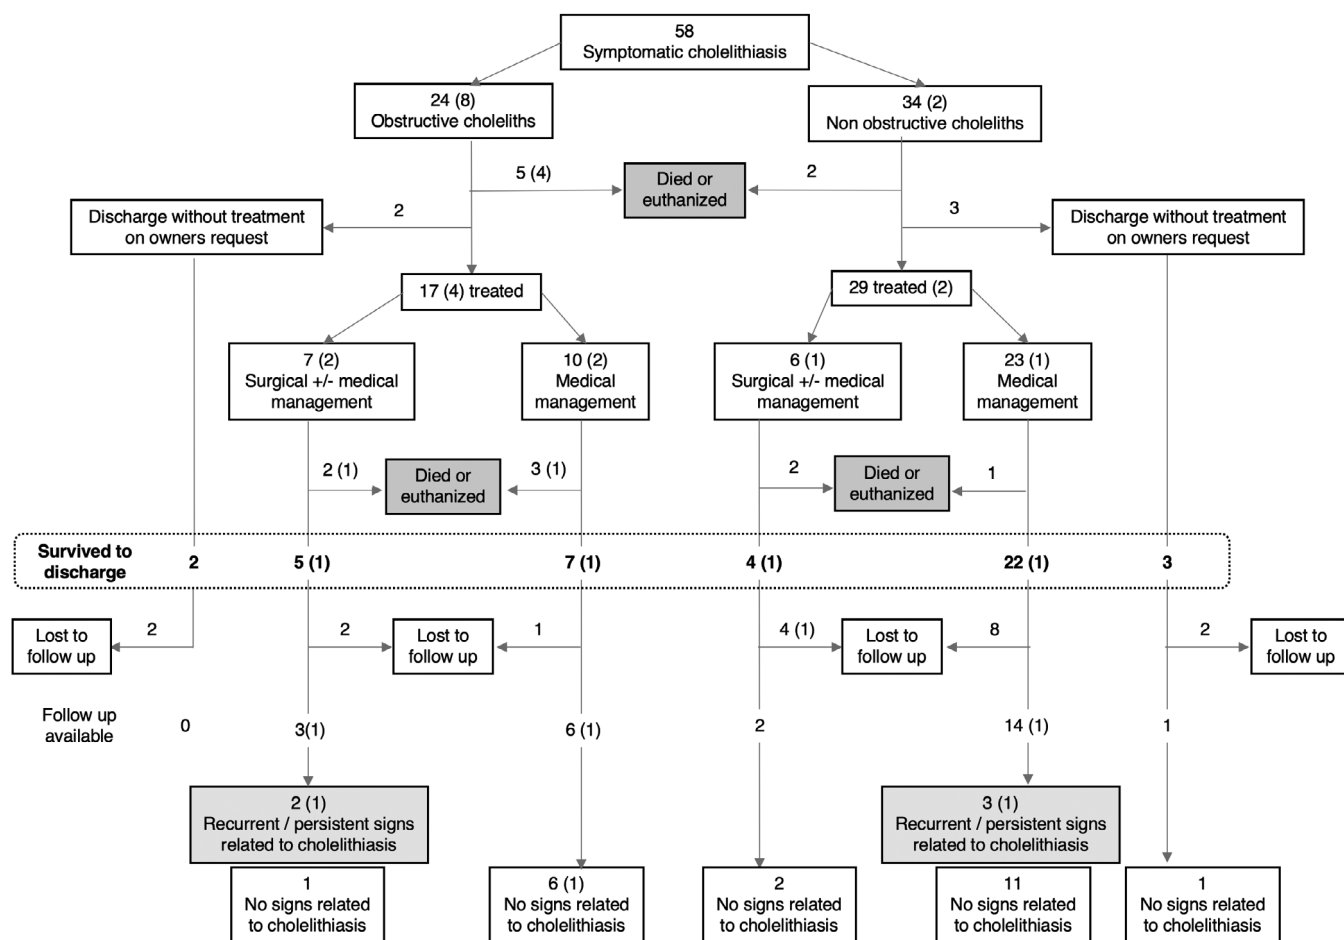 58
Symptomatic cholelithiasis
24 (8)
Obstructive choleliths
34 (2)
Non obstructive choleliths
5 (4)
Died or
euthanized
2
Discharge without treatment
on owners request
2
3
Discharge without treatment
on owners request
17 (4) treated
29 treated (2)
7 (2)
Surgical +/- medical
management
10 (2)
Medical
management
6 (1)
Surgical +/- medical
management
23 (1)
Medical
management
2 (1)
Died or
euthanized
3 (1)
2
Died or
euthanized
1
Survived to
discharge
2
5 (1)
7 (1)
4 (1)
22 (1)
3
Lost to
follow up
2
2
Lost to
follow up
1
4 (1)
Lost to
follow up
8
2
Lost to
follow up
Follow up
available
0
3(1)
6 (1)
2
14 (1)
1
2 (1)
Recurrent / persistent signs
related to cholelithiasis
3 (1)
Recurrent / persistent signs
related to cholelithiasis
1
No signs related
to cholelithiasis
6 (1)
No signs related
to cholelithiasis
2
No signs related
to cholelithiasis
11
No signs related
to cholelithiasis
1
No signs related
to cholelithiasis